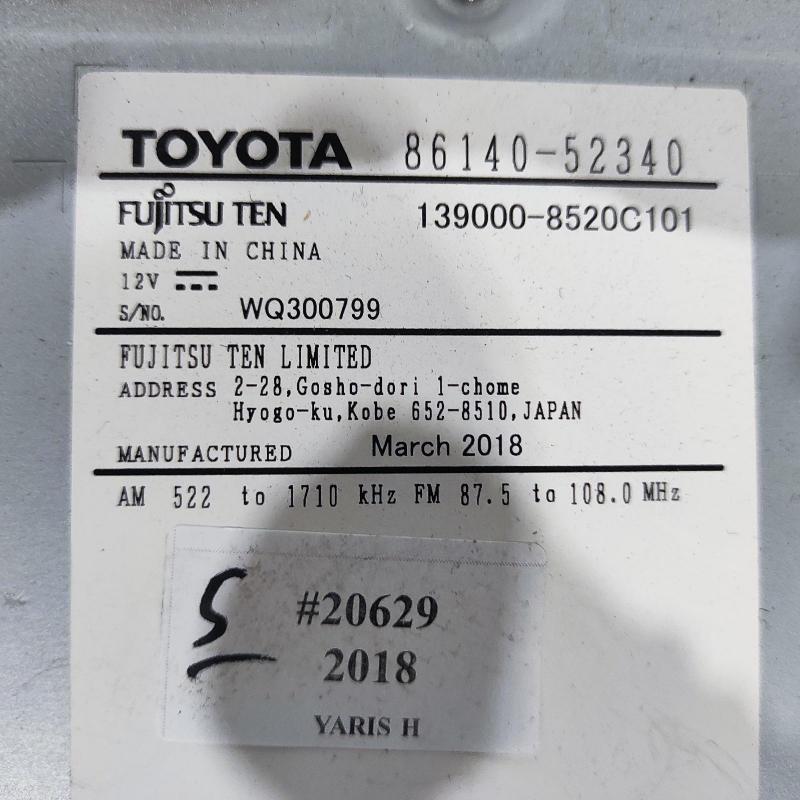 TOYOTA 86140-52340
FUJITSU TEN 139000-8520C101
MADE IN CHINA
12V
S/NO. WQ300799
FUJITSU TEN LIMITED
ADDRESS 2-28,Gosho-dori 1-chome
Hyogo-ku,Kobe 652-8510,JAPAN
MANUFACTURED March 2018
AM 522 to 1710 kHz FM 87.5 to 108.0 MHz
5 #20629
2018
YARIS H